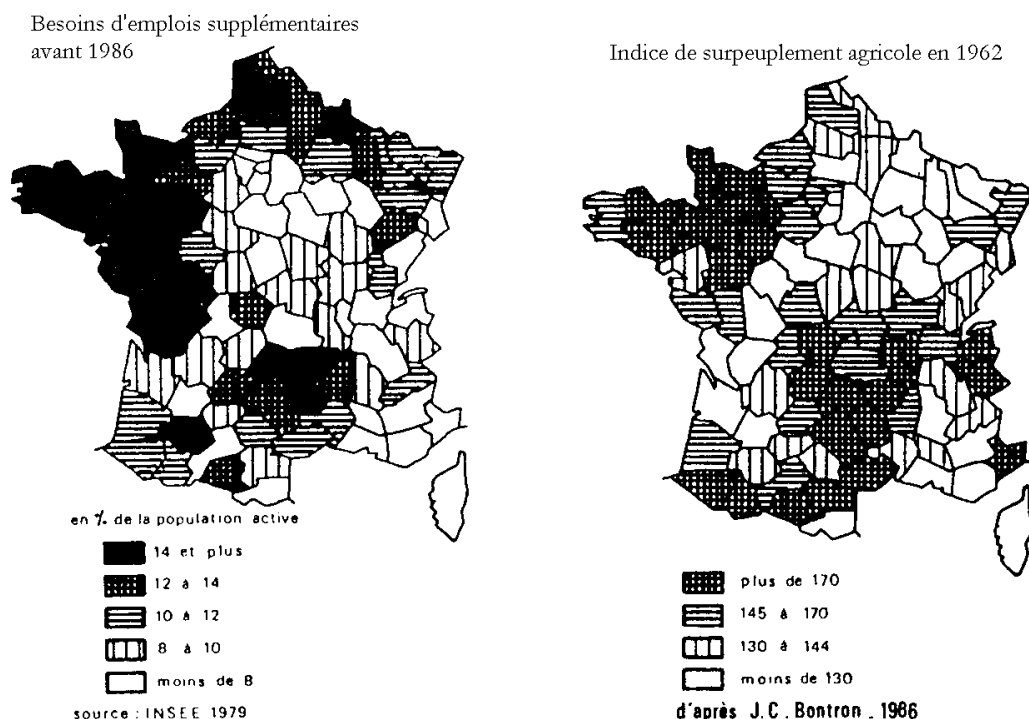 Besoins d'emplois supplémentaires
avant 1986
en % de la population active
14 et plus
12 à 14
10 à 12
8 à 10
moins de 8
source : INSEE 1979
Indice de surpeuplement agricole en 1962
plus de 170
145 à 170
130 à 144
moins de 130
d'après J.C. Bontron . 1966